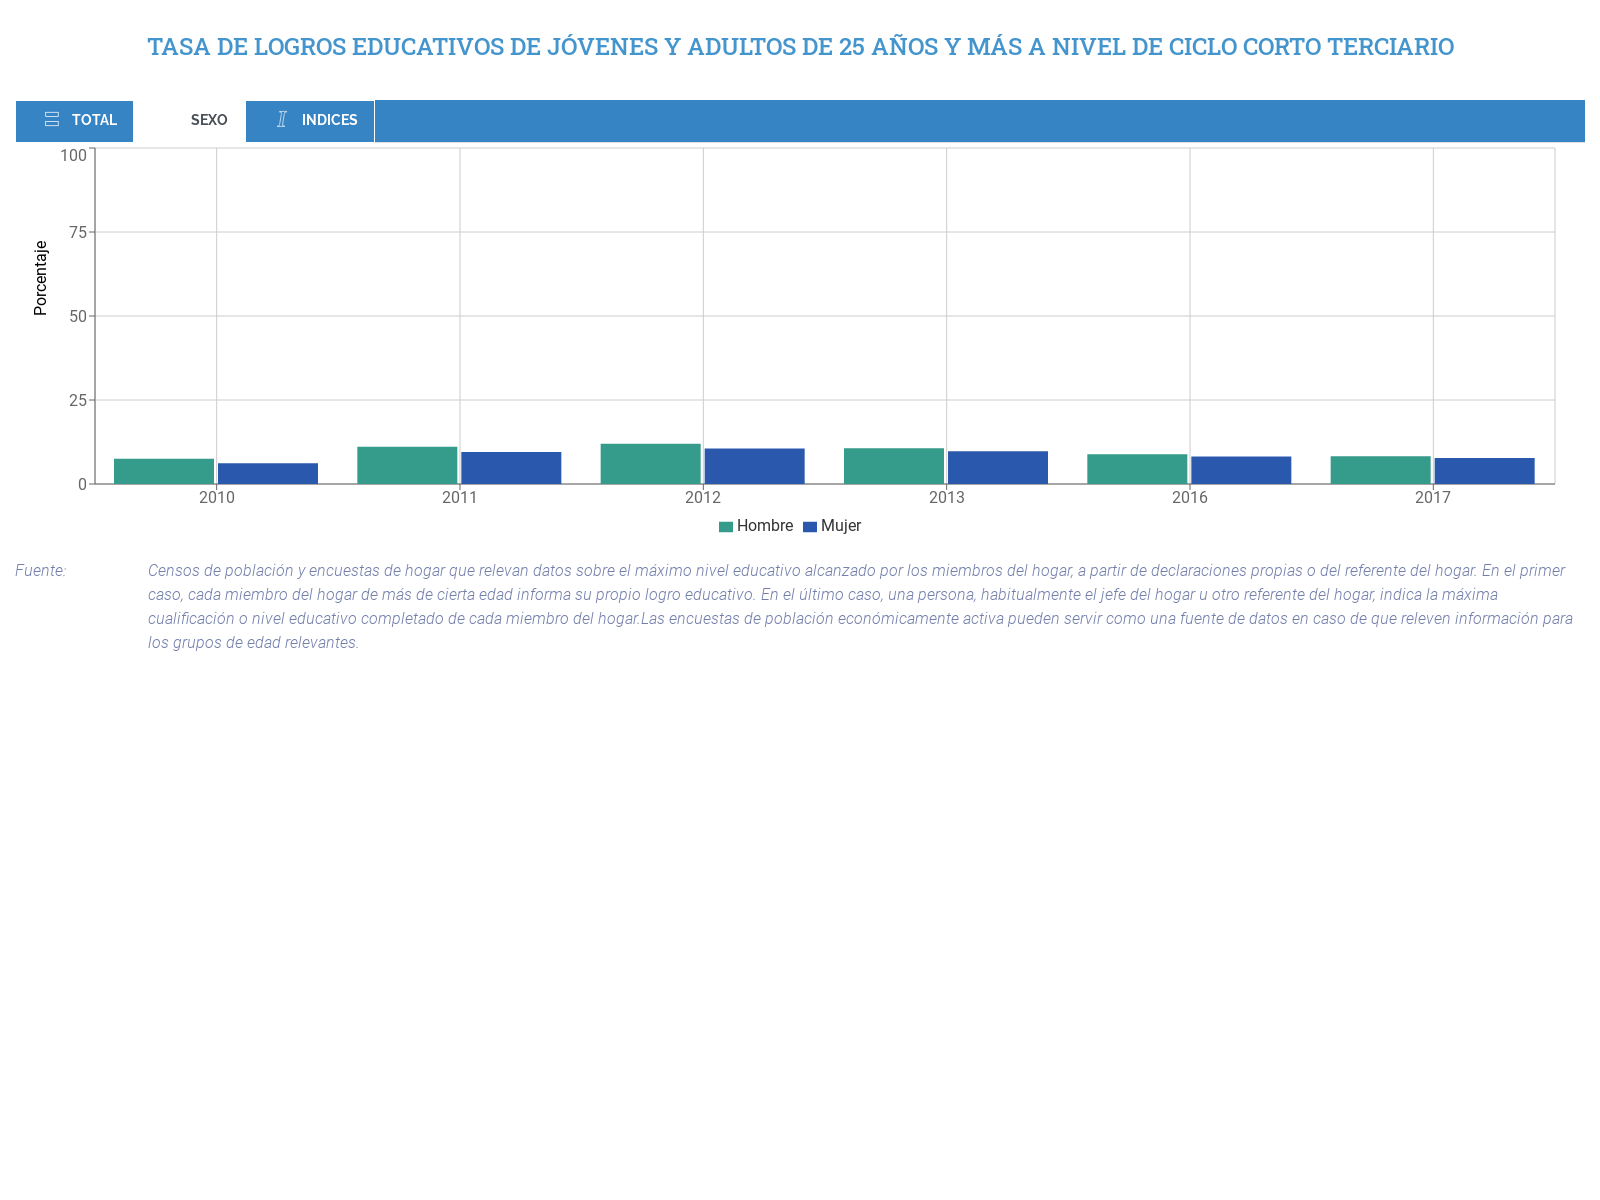 TASA DE LOGROS EDUCATIVOS DE JÓVENES Y ADULTOS DE 25 AÑOS Y MÁS A NIVEL DE CICLO CORTO TERCIARIO
TOTAL SEXO INDICES
Porcentaje
100
75
50
25
0
2010 2011 2012 2013 2016 2017
Hombre Mujer
Fuente: Censos de población y encuestas de hogar que relevan datos sobre el máximo nivel educativo alcanzado por los miembros del hogar, a partir de declaraciones propias o del referente del hogar. En el primer
caso, cada miembro del hogar de más de cierta edad informa su propio logro educativo. En el último caso, una persona, habitualmente el jefe del hogar u otro referente del hogar, indica la máxima
cualificación o nivel educativo completado de cada miembro del hogar.Las encuestas de población económicamente activa pueden servir como una fuente de datos en caso de que releven información para
los grupos de edad relevantes.